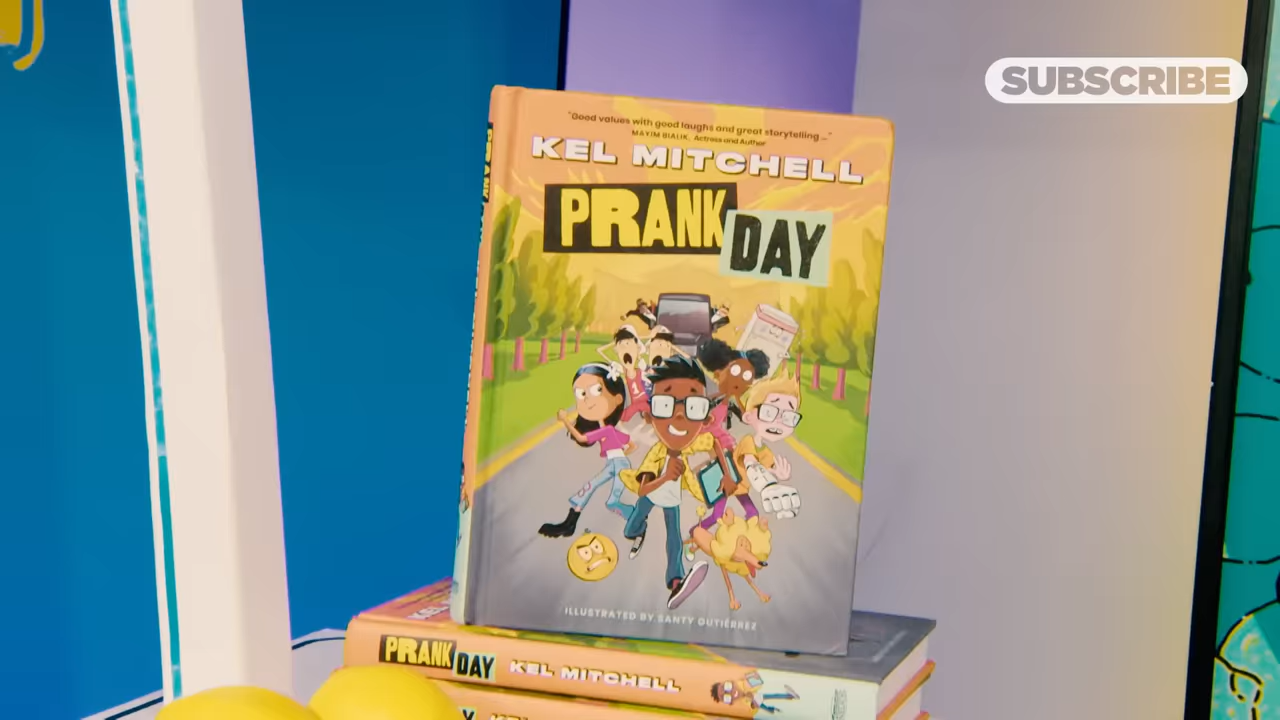 SUBSCRIBE
"Good values with good laughs and great storytelling ..."
MAYIM BIALIK, Actress and Author
KEL MITCHELL
PRANK
DAY
1
ILLUSTRATED BY SANTY GUTIÉRREZ
PRANK DAY KEL MITCHELL